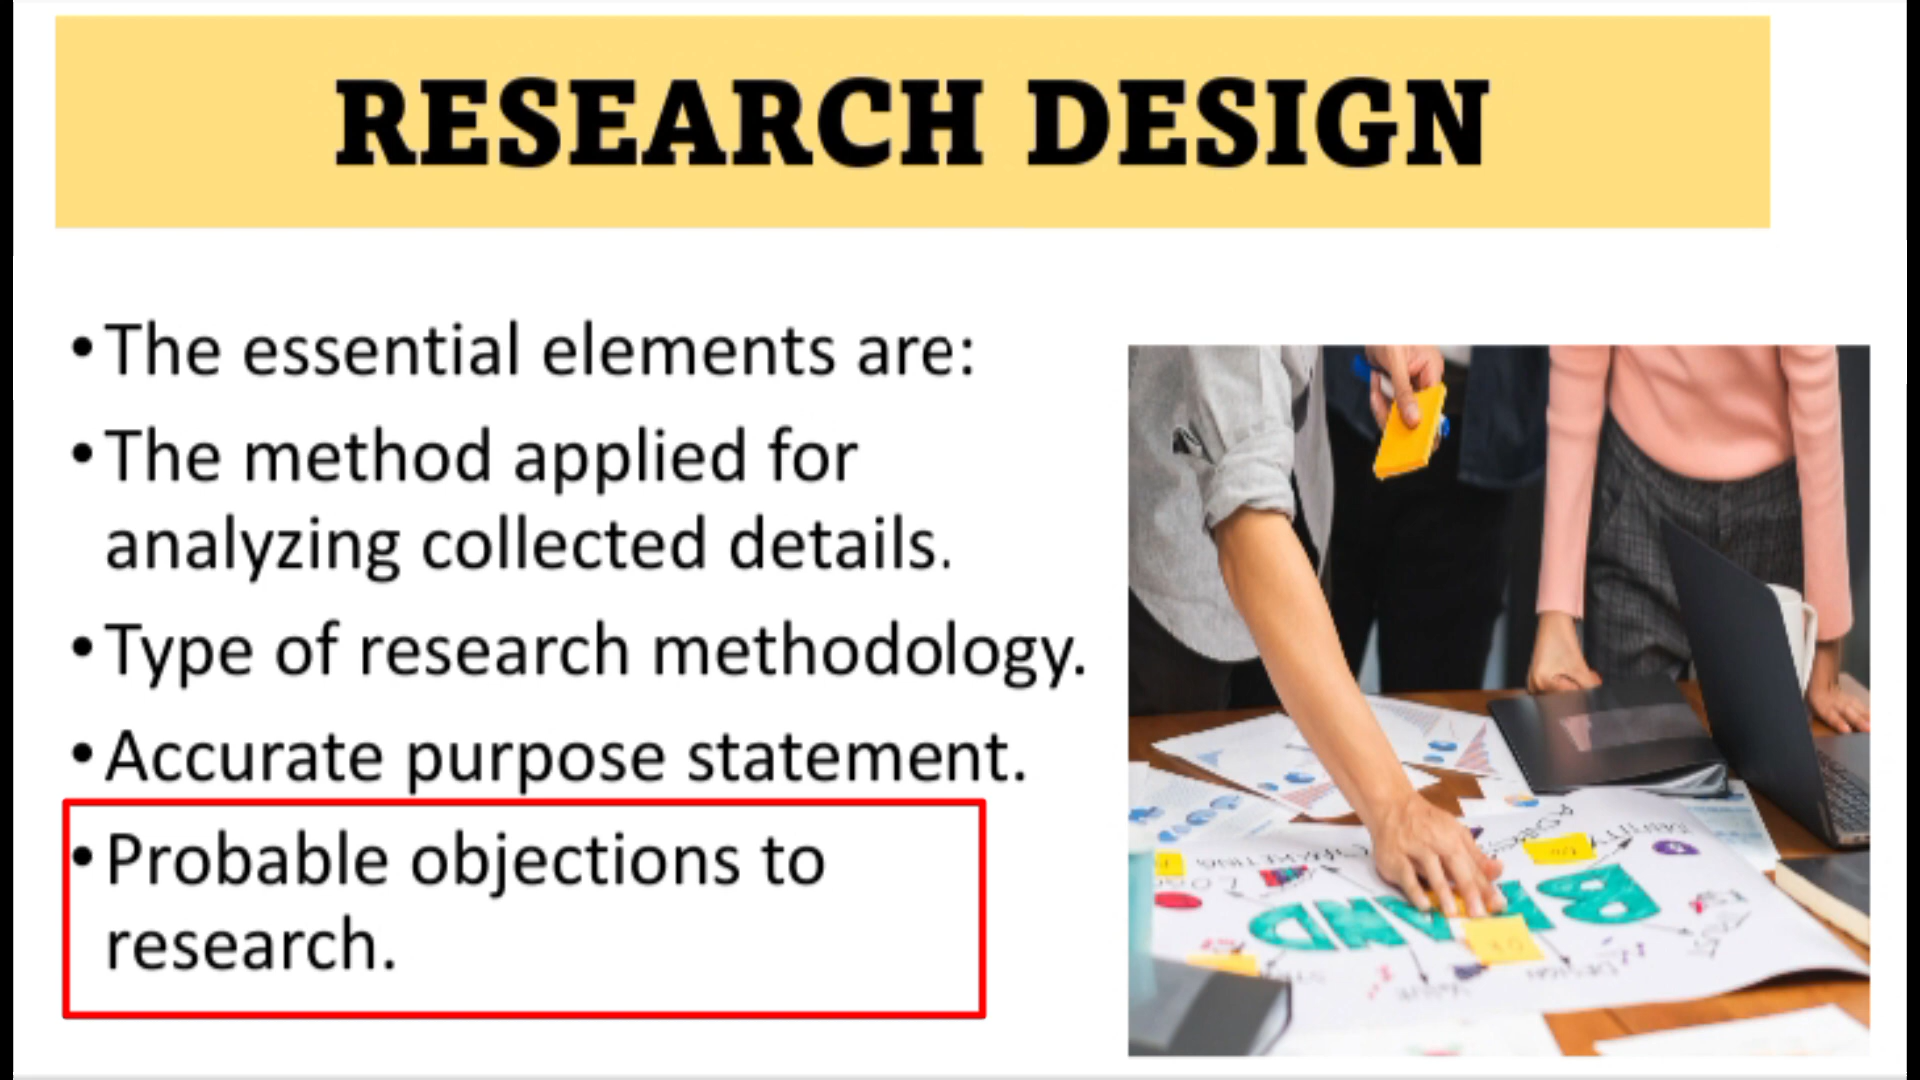 RESEARCH DESIGN
•The essential elements are:
•The method applied for
analyzing collected details.
•Type of research methodology.
•Accurate purpose statement.
•Probable objections to
research.
BRAND